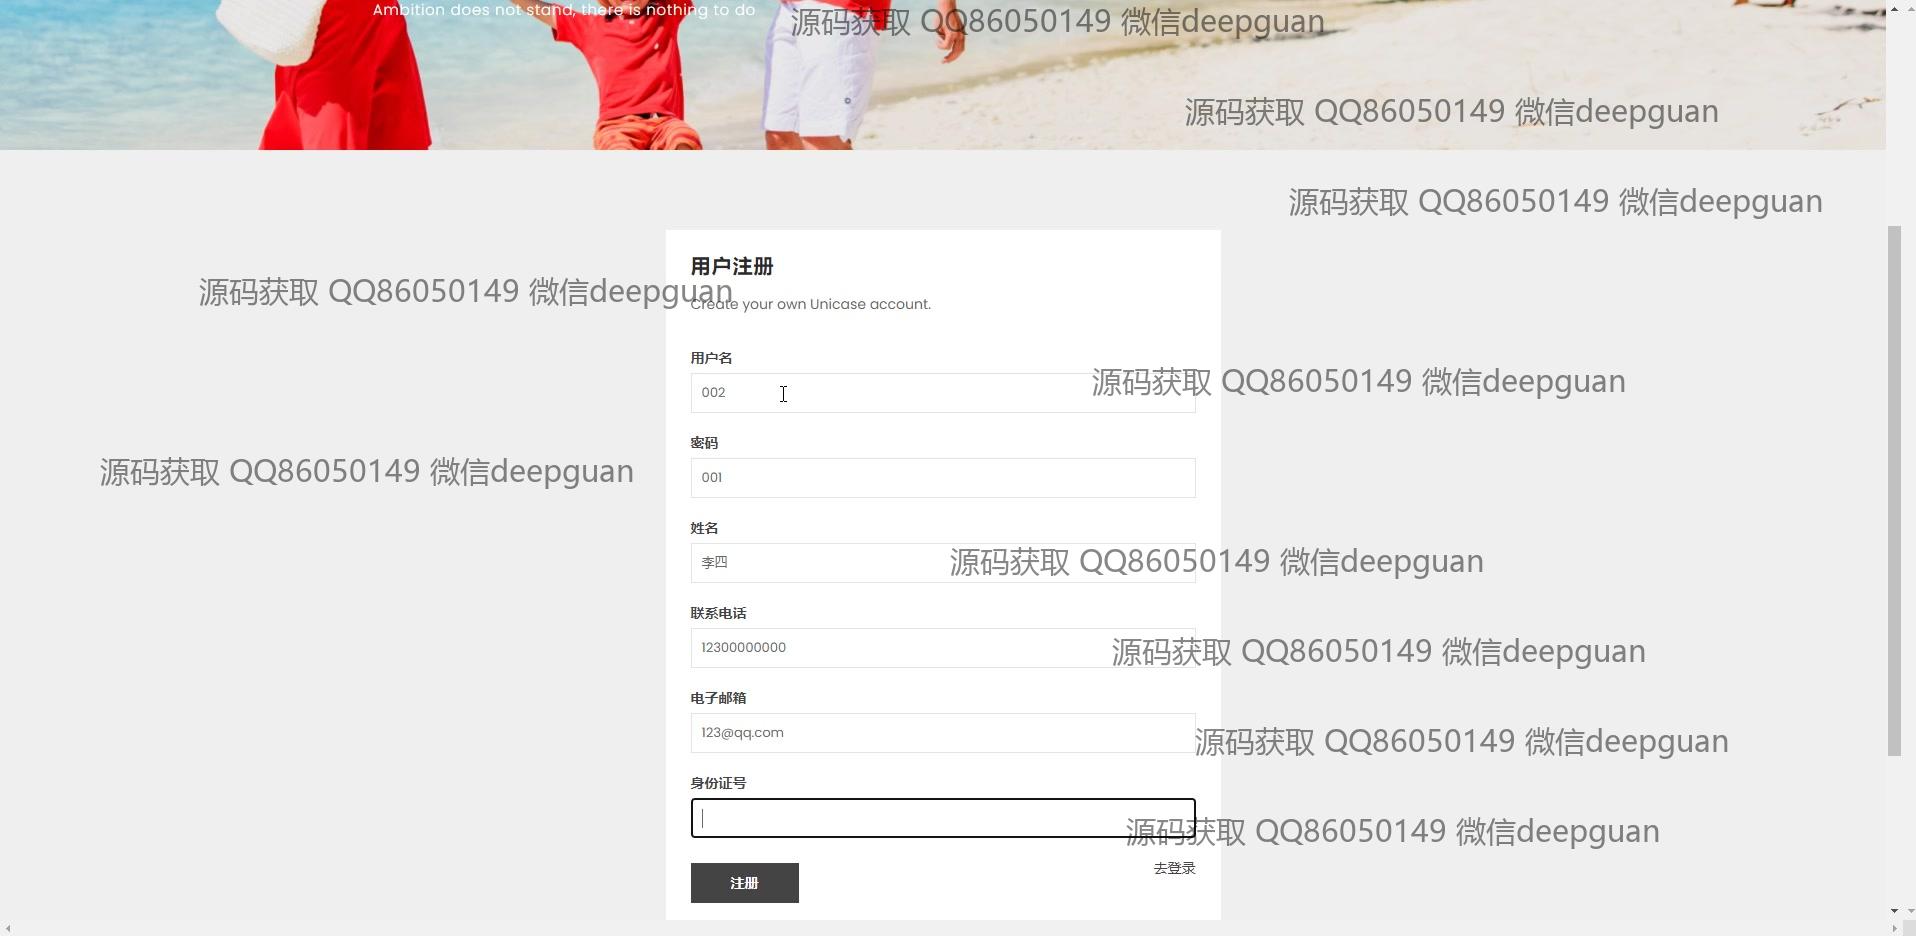 Ambition does not stand, there is nothing to do
源码获取 QQ86050149 微信deepguan
源码获取 QQ86050149 微信deepguan
源码获取 QQ86050149 微信deepguan
用户注册
源码获取 QQ86050149 微信deepguan
Create your own Unicase account.
用户名
源码获取 QQ86050149 微信deepguan
002
密码
源码获取 QQ86050149 微信deepguan
001
姓名
源码获取 QQ86050149 微信deepguan
李四
联系电话
源码获取 QQ86050149 微信deepguan
12300000000
电子邮箱
123@qq.com
源码获取 QQ86050149 微信deepguan
身份证号
源码获取 QQ86050149 微信deepguan
去登录
注册